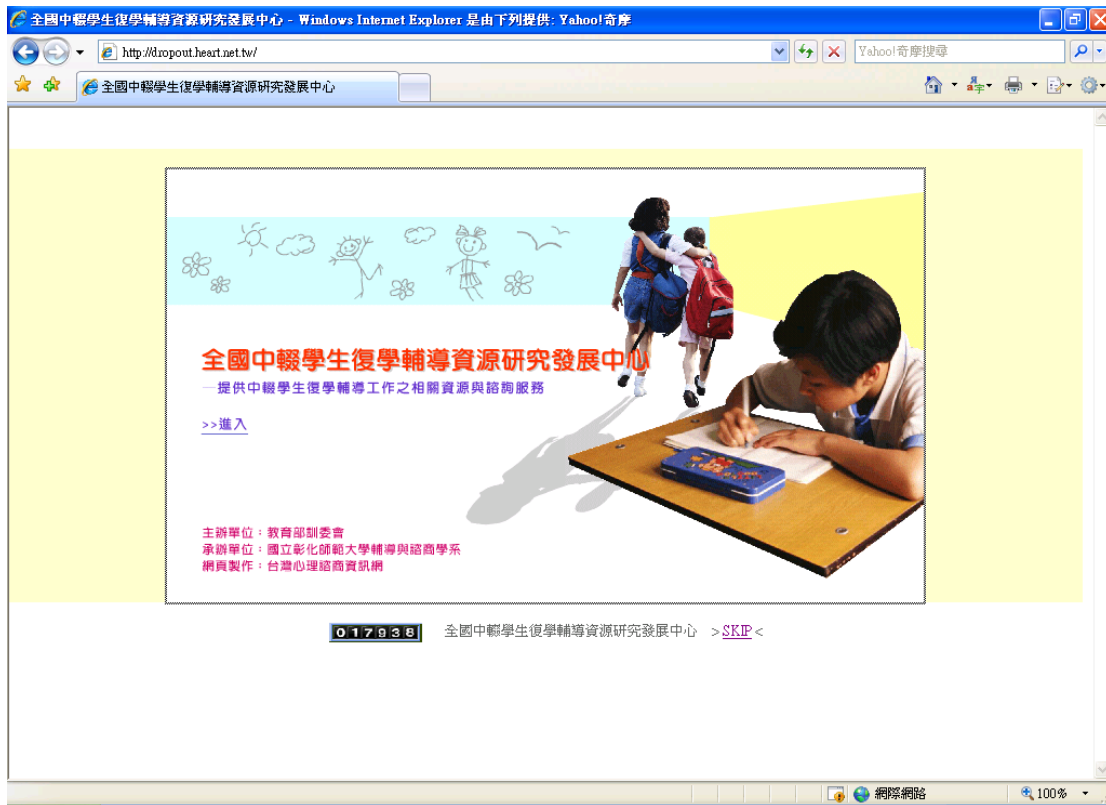 全國中輟學生復學輔導資源研究發展中心 - Windows Internet Explorer 是由下列提供: Yahoo!奇摩
http://dropout.heart.net.tw/
Yahoo!奇摩搜尋
全國中輟學生復學輔導資源研究發展中心
全國中輟學生復學輔導資源研究發展中心
—提供中輟學生復學輔導工作之相關資源與諮詢服務
>>進入
主辦單位：教育部訓委會
承辦單位：國立彰化師範大學輔導與諮商學系
網頁製作：台灣心理諮商資訊網
017938 全國中輟學生復學輔導資源研究發展中心 >SKIP<
網際網路 100%